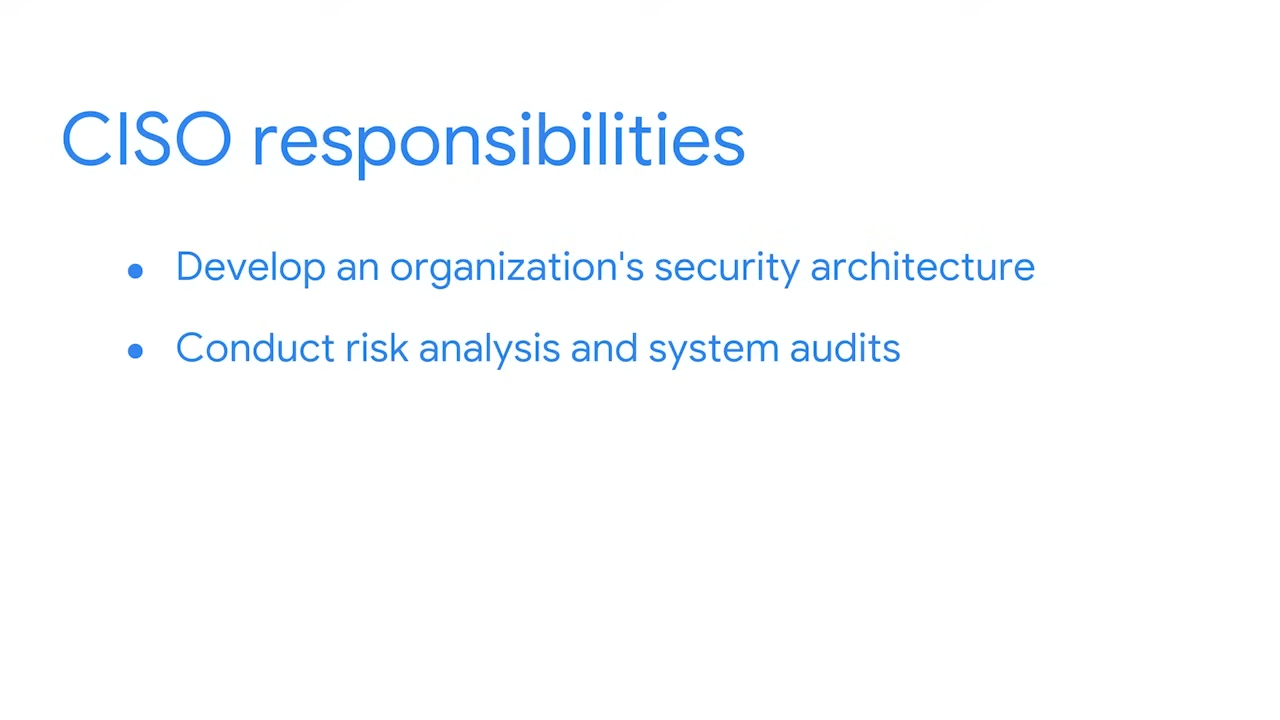 CISO responsibilities
● Develop an organization's security architecture
● Conduct risk analysis and system audits